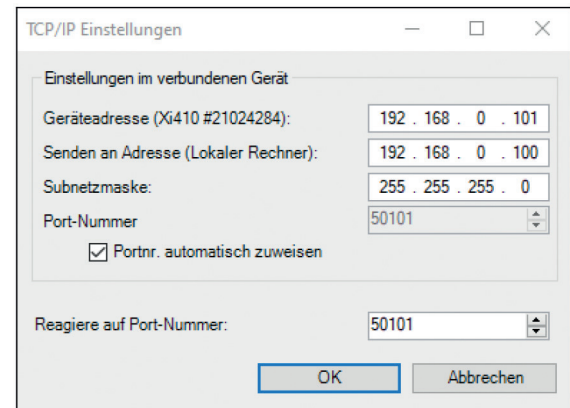 TCP/IP Einstellungen
Einstellungen im verbundenen Gerät
Geräteadresse (Xi410 #21024284): 192 . 168 . 0 . 101
Senden an Adresse (Lokaler Rechner): 192 . 168 . 0 . 100
Subnetzmaske: 255 . 255 . 255 . 0
Port-Nummer 50101
Portnr. automatisch zuweisen
Reagiere auf Port-Nummer: 50101
OK Abbrechen